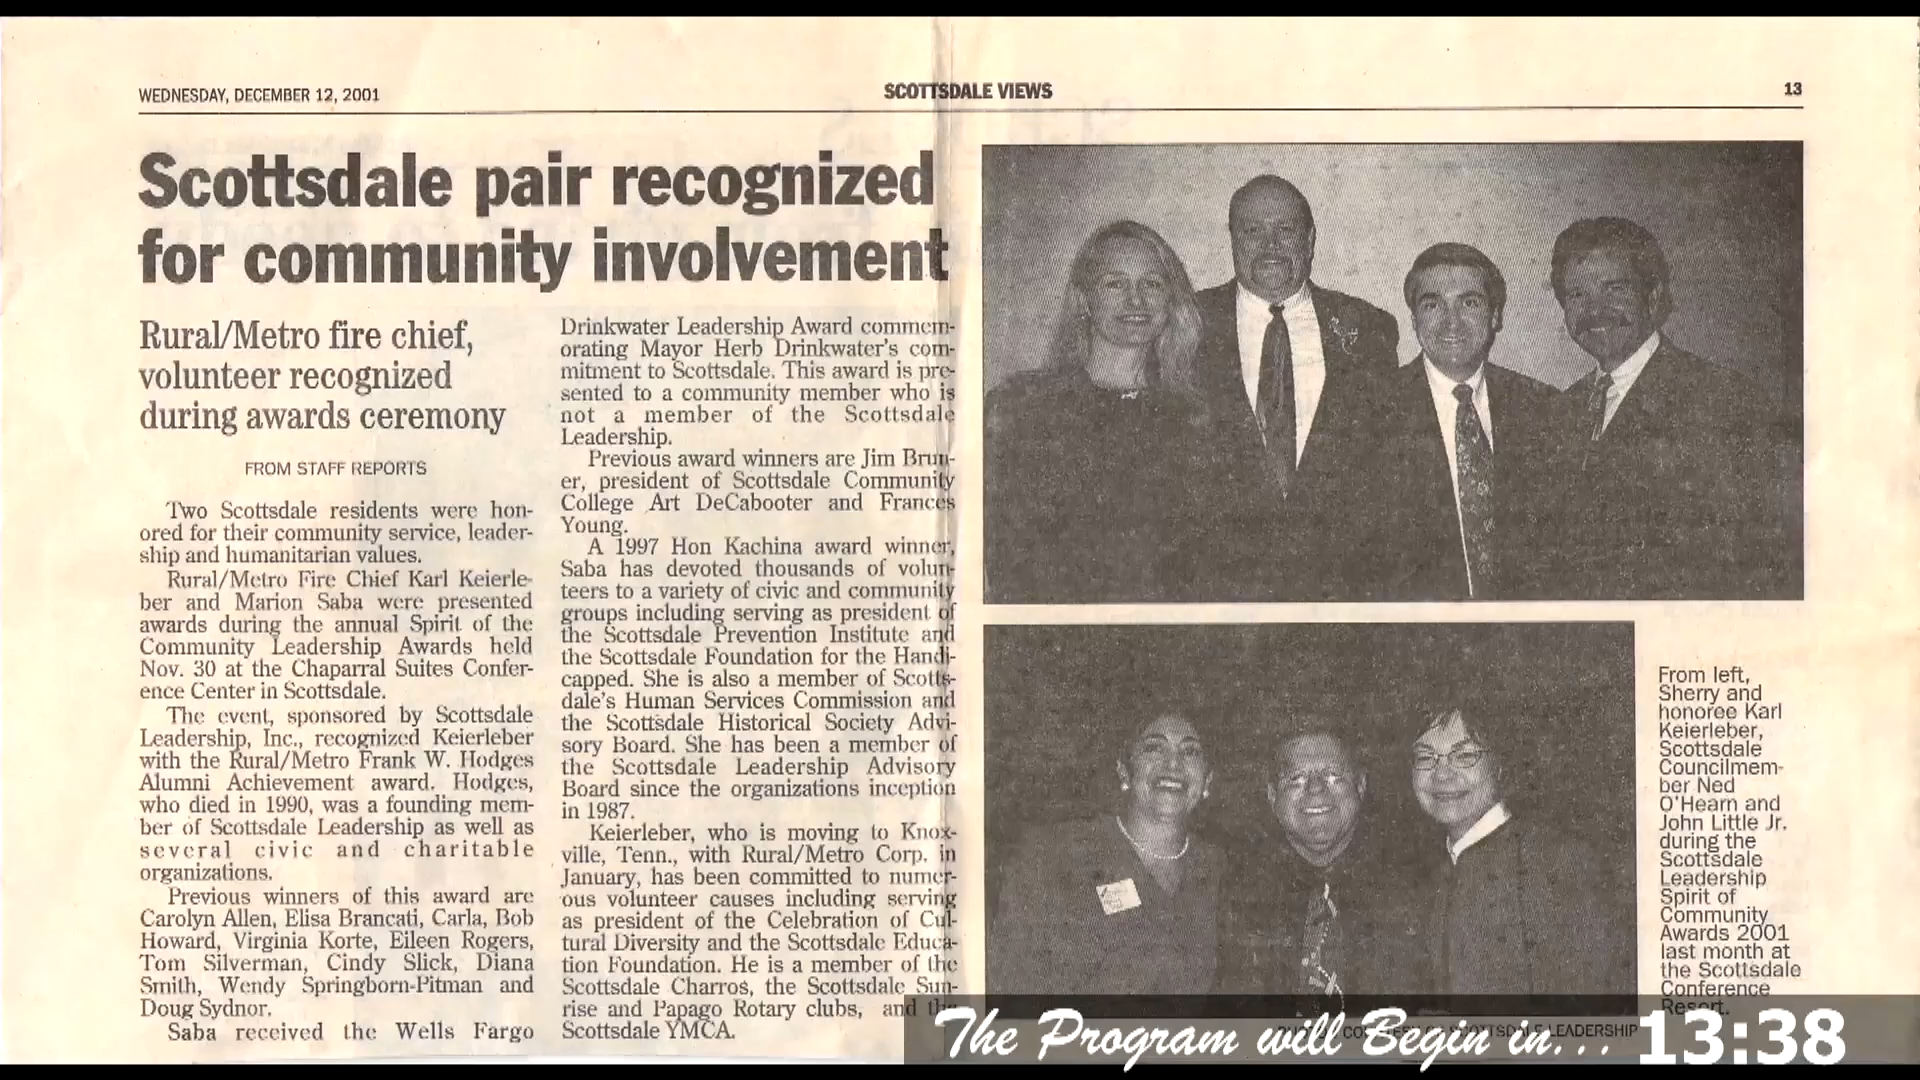 WEDNESDAY, DECEMBER 12, 2001
SCOTTSDALE VIEWS
13
Scottsdale pair recognized
for community involvement
Rural/Metro fire chief,
volunteer recognized
during awards ceremony
FROM STAFF REPORTS
Two Scottsdale residents were hon-
ored for their community service, leader-
ship and humanitarian values.
Rural/Metro Fire Chief Karl Keierle-
ber and Marion Saba were presented
awards during the annual Spirit of the
Community Leadership Awards held
Nov. 30 at the Chaparral Suites Confer-
ence Center in Scottsdale.
The event, sponsored by Scottsdale
Leadership, Inc., recognized Keierleber
with the Rural/Metro Frank W. Hodges
Alumni Achievement award. Hodges,
who died in 1990, was a founding mem-
ber of Scottsdale Leadership as well as
several civic and charitable
organizations.
Previous winners of this award are
Carolyn Allen, Elisa Brancati, Carla, Bob
Howard, Virginia Korte, Eileen Rogers,
Tom Silverman, Cindy Slick, Diana
Smith, Wendy Springborn-Pitman and
Doug Sydnor.
Saba received the Wells Fargo
Drinkwater Leadership Award commem-
orating Mayor Herb Drinkwater's com-
mitment to Scottsdale. This award is pre-
sented to a community member who is
not a member of the Scottsdale
Leadership.
Previous award winners are Jim Brun-
er, president of Scottsdale Community
College Art DeCabooter and Frances
Young.
A 1997 Hon Kachina award winner,
Saba has devoted thousands of volun-
teers to a variety of civic and community
groups including serving as president of
the Scottsdale Prevention Institute and
the Scottsdale Foundation for the Handi-
capped. She is also a member of Scotts-
dale's Human Services Commission and
the Scottsdale Historical Society Advi-
sory Board. She has been a member of
the Scottsdale Leadership Advisory
Board since the organizations inception
in 1987.
Keierleber, who is moving to Knox-
ville, Tenn., with Rural/Metro Corp. in
January, has been committed to numer-
ous volunteer causes including serving
as president of the Celebration of Cul-
tural Diversity and the Scottsdale Educa-
tion Foundation. He is a member of the
Scottsdale Charros, the Scottsdale Sun-
rise and Papago Rotary clubs, and the
Scottsdale YMCA.
From left,
Sherry and
honoree Karl
Keierleber,
Scottsdale
Councilmem-
ber Ned
O'Hearn and
John Little Jr.
during the
Scottsdale
Leadership
Spirit of
Community
Awards 2001
last month at
the Scottsdale
Conference
Resort.
SCOTTSDALE LEADERSHIP
The Program will Begin in... 13:38